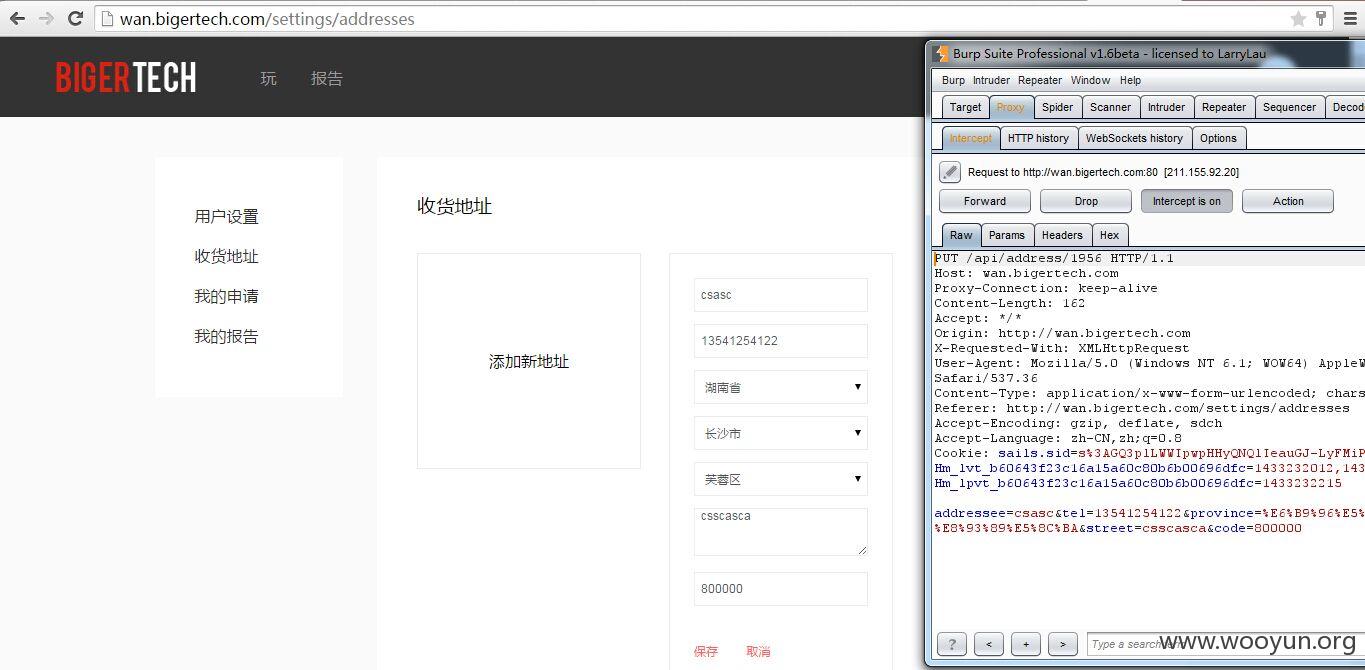 wan.bigertech.com/settings/addresses
BIGERTECH
玩
报告
用户设置
收货地址
我的申请
我的报告
收货地址
添加新地址
csasc
13541254122
湖南省
长沙市
芙蓉区
csscasca
800000
保存
取消
Burp Suite Professional v1.6beta - licensed to LarryLau
Burp Intruder Repeater Window Help
Target Proxy Spider Scanner Intruder Repeater Sequencer Decod
Intercept HTTP history WebSockets history Options
Request to http://wan.bigertech.com:80 [211.155.92.20]
Forward Drop Intercept is on Action
Raw Params Headers Hex
PUT /api/address/1956 HTTP/1.1
Host: wan.bigertech.com
Proxy-Connection: keep-alive
Content-Length: 162
Accept: */*
Origin: http://wan.bigertech.com
X-Requested-With: XMLHttpRequest
User-Agent: Mozilla/5.0 (Windows NT 6.1; WOW64) AppleW
Safari/537.36
Content-Type: application/x-www-form-urlencoded; chars
Referer: http://wan.bigertech.com/settings/addresses
Accept-Encoding: gzip, deflate, sdch
Accept-Language: zh-CN,zh;q=0.8
Cookie: sails.sid=s%3AGQ3plLWWIpwpHHyQNQlIeauGJ-LyFMiP
Hm_lvt_b60643f23c16a15a60c80b6b00696dfc=1433232012,143
Hm_lpvt_b60643f23c16a15a60c80b6b00696dfc=1433232215
addressee=csasc&tel=13541254122&province=%E6%B9%96%E5%
%E8%93%89%E5%8C%BA&street=csscasca&code=800000
? < + > Type a search term
www.wooyun.org